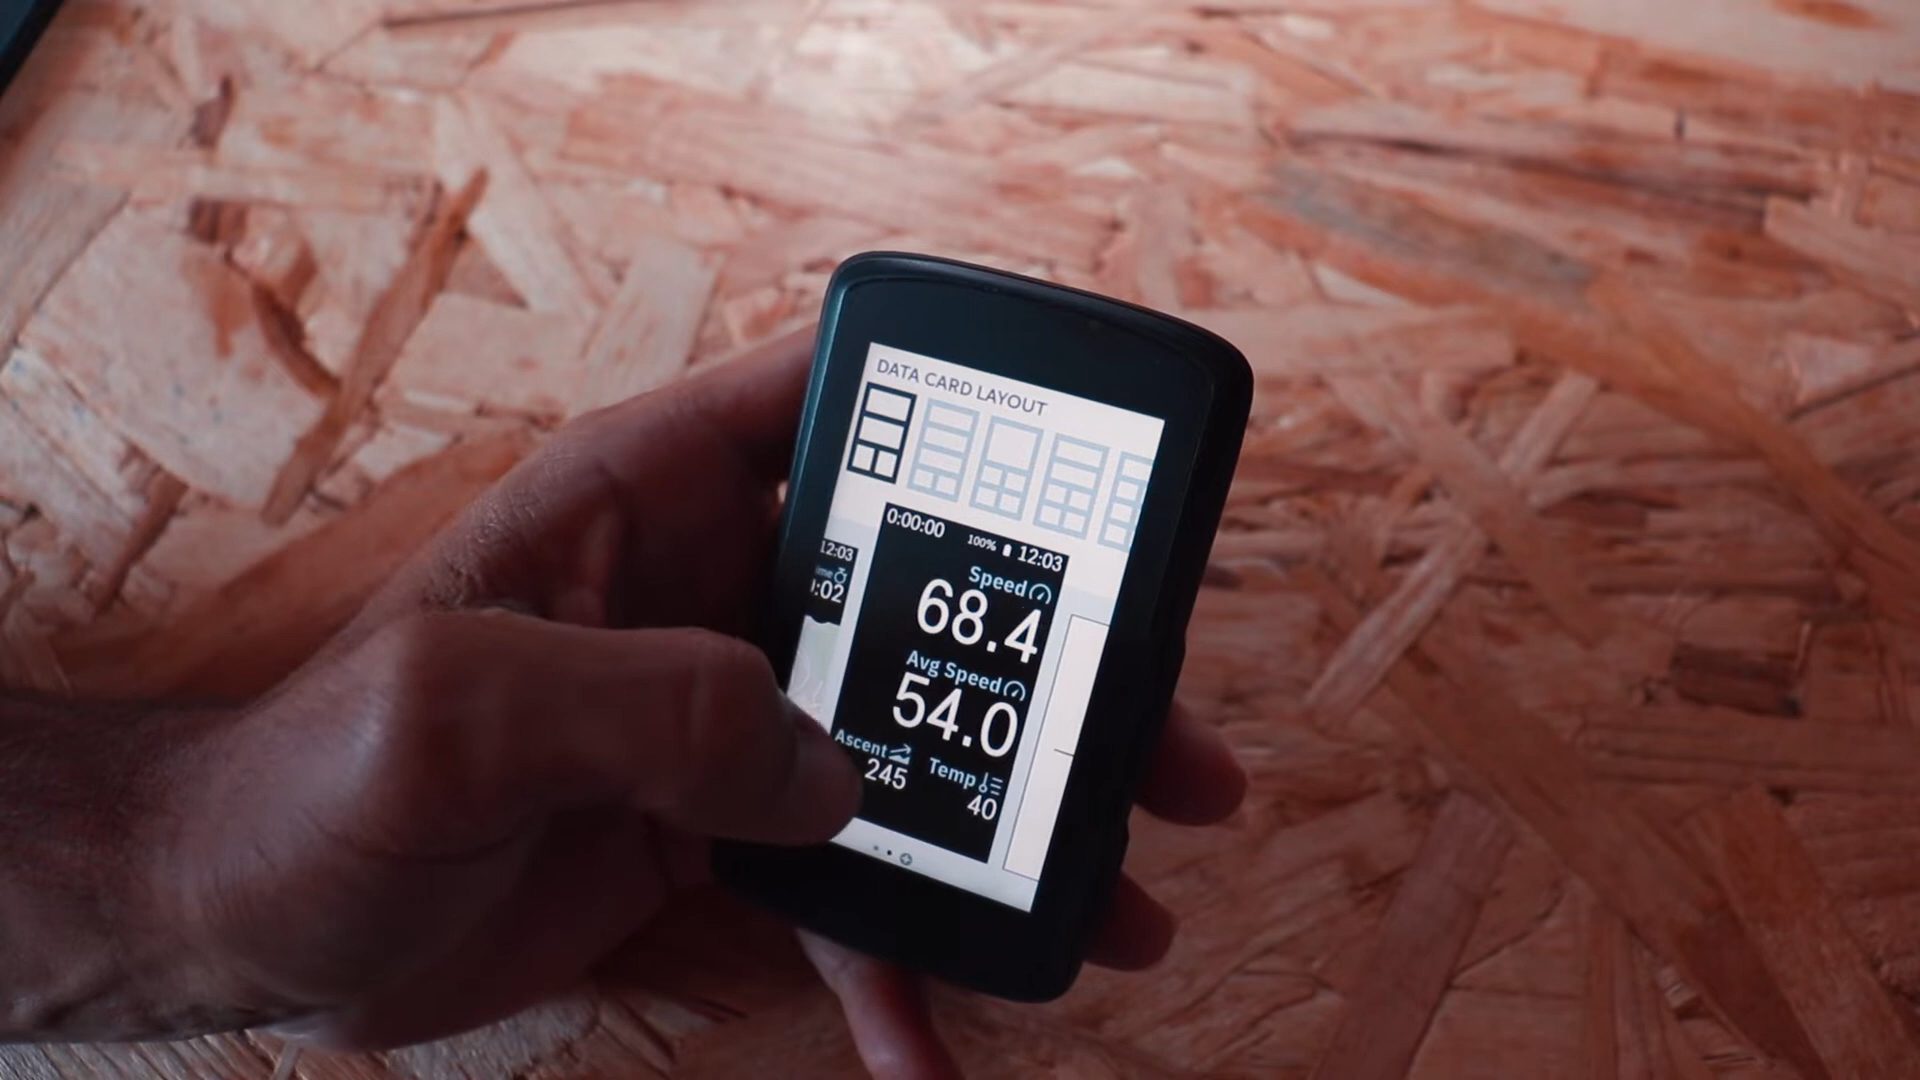 DATA CARD LAYOUT
0:00:00 100% 12:03
Speed
68.4
Avg Speed
54.0
Ascent Temp
245 40
12:03
:02